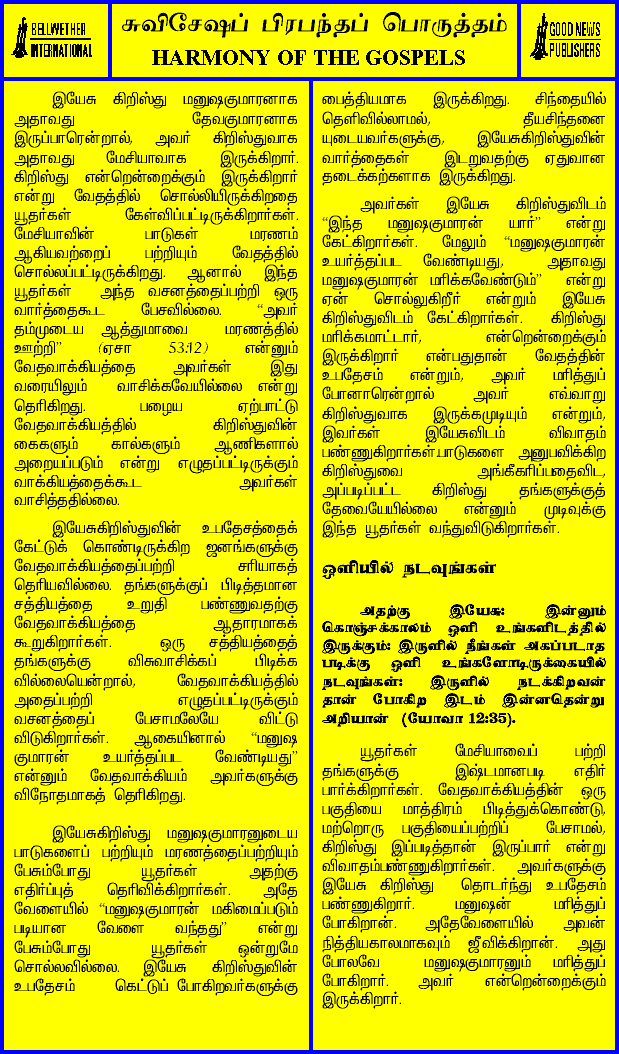 BELLWETHER
INTERNATIONAL
சுவிசேஷப் பிரபந்தப் பொருத்தம்
HARMONY OF THE GOSPELS
GOOD NEWS
PUBLISHERS
இயேசு கிறிஸ்து மனுஷகுமாரனாக
அதாவது தேவகுமாரனாக
இருப்பாரென்றால், அவர் கிறிஸ்துவாக
அதாவது மேசியாவாக இருக்கிறார்.
கிறிஸ்து என்றென்றைக்கும் இருக்கிறார்
என்று வேதத்தில் சொல்லியிருக்கிறதை
யூதர்கள் கேள்விப்பட்டிருக்கிறார்கள்.
மேசியாவின் பாடுகள் மரணம்
ஆகியவற்றைப் பற்றியும் வேதத்தில்
சொல்லப்பட்டிருக்கிறது. ஆனால் இந்த
யூதர்கள் அந்த வசனத்தைப்பற்றி ஒரு
வார்த்தைகூட பேசவில்லை. “அவர்
தம்முடைய ஆத்துமாவை மரணத்தில்
ஊற்றி” (ஏசா 53:12) என்னும்
வேதவாக்கியத்தை அவர்கள் இது
வரையிலும் வாசிக்கவேயில்லை என்று
தெரிகிறது. பழைய ஏற்பாட்டு
வேதவாக்கியத்தில் கிறிஸ்துவின்
கைகளும் கால்களும் ஆணிகளால்
அறையப்படும் என்று எழுதப்பட்டிருக்கும்
வாக்கியத்தைக்கூட அவர்கள்
வாசித்ததில்லை.
இயேசுகிறிஸ்துவின் உபதேசத்தைக்
கேட்டுக் கொண்டிருக்கிற ஜனங்களுக்கு
வேதவாக்கியத்தைப்பற்றி சரியாகத்
தெரியவில்லை. தங்களுக்குப் பிடித்தமான
சத்தியத்தை உறுதி பண்ணுவதற்கு
வேதவாக்கியத்தை ஆதாரமாகக்
கூறுகிறார்கள். ஒரு சத்தியத்தைத்
தங்களுக்கு விசுவாசிக்கப் பிடிக்க
வில்லையென்றால், வேதவாக்கியத்தில்
அதைப்பற்றி எழுதப்பட்டிருக்கும்
வசனத்தைப் பேசாமலேயே விட்டு
விடுகிறார்கள். ஆகையினால் “மனுஷ
குமாரன் உயர்த்தப்பட வேண்டியது”
என்னும் வேதவாக்கியம் அவர்களுக்கு
விநோதமாகத் தெரிகிறது.
இயேசுகிறிஸ்து மனுஷகுமாரனுடைய
பாடுகளைப் பற்றியும் மரணத்தைப்பற்றியும்
பேசும்போது யூதர்கள் அதற்கு
எதிர்ப்புத் தெரிவிக்கிறார்கள். அதே
வேளையில் “மனுஷகுமாரன் மகிமைப்படும்
படியான வேளை வந்தது” என்று
பேசும்போது யூதர்கள் ஒன்றுமே
சொல்லவில்லை. இயேசு கிறிஸ்துவின்
உபதேசம் கெட்டுப் போகிறவர்களுக்கு
பைத்தியமாக இருக்கிறது. சிந்தையில்
தெளிவில்லாமல், தீயசிந்தனை
யுடையவர்களுக்கு, இயேசுகிறிஸ்துவின்
வார்த்தைகள் இடறுவதற்கு ஏதுவான
தடைக்கற்களாக இருக்கிறது.
அவர்கள் இயேசு கிறிஸ்துவிடம்
“இந்த மனுஷகுமாரன் யார்” என்று
கேட்கிறார்கள். மேலும் “மனுஷகுமாரன்
உயர்த்தப்பட வேண்டியது, அதாவது
மனுஷகுமாரன் மரிக்கவேண்டும்” என்று
ஏன் சொல்லுகிறீர் என்றும் இயேசு
கிறிஸ்துவிடம் கேட்கிறார்கள். கிறிஸ்து
மரிக்கமாட்டார், என்றென்றைக்கும்
இருக்கிறார் என்பதுதான் வேதத்தின்
உபதேசம் என்றும், அவர் மரித்துப்
போனாரென்றால் அவர் எவ்வாறு
கிறிஸ்துவாக இருக்கமுடியும் என்றும்,
இவர்கள் இயேசுவிடம் விவாதம்
பண்ணுகிறார்கள்.பாடுகளை அனுபவிக்கிற
கிறிஸ்துவை அங்கீகரிப்பதைவிட,
அப்படிப்பட்ட கிறிஸ்து தங்களுக்குத்
தேவையேயில்லை என்னும் முடிவுக்கு
இந்த யூதர்கள் வந்துவிடுகிறார்கள்.
ஒளியில் நடவுங்கள்
அதற்கு இயேசு: இன்னும்
கொஞ்சக்காலம் ஒளி உங்களிடத்தில்
இருக்கும்: இருளில் நீங்கள் அகப்படாத
படிக்கு ஒளி உங்களோடிருக்கையில்
நடவுங்கள்: இருளில் நடக்கிறவன்
தான் போகிற இடம் இன்னதென்று
அறியான் (யோவா 12:35).
யூதர்கள் மேசியாவைப் பற்றி
தங்களுக்கு இஷ்டமானபடி எதிர்
பார்க்கிறார்கள். வேதவாக்கியத்தின் ஒரு
பகுதியை மாத்திரம் பிடித்துக்கொண்டு,
மற்றொரு பகுதியைப்பற்றிப் பேசாமல்,
கிறிஸ்து இப்படித்தான் இருப்பார் என்று
விவாதம்பண்ணுகிறார்கள். அவர்களுக்கு
இயேசு கிறிஸ்து தொடர்ந்து உபதேசம்
பண்ணுகிறார். மனுஷன் மரித்துப்
போகிறான். அதேவேளையில் அவன்
நித்தியகாலமாகவும் ஜீவிக்கிறான். அது
போலவே மனுஷகுமாரனும் மரித்துப்
போகிறார். அவர் என்றென்றைக்கும்
இருக்கிறார்.